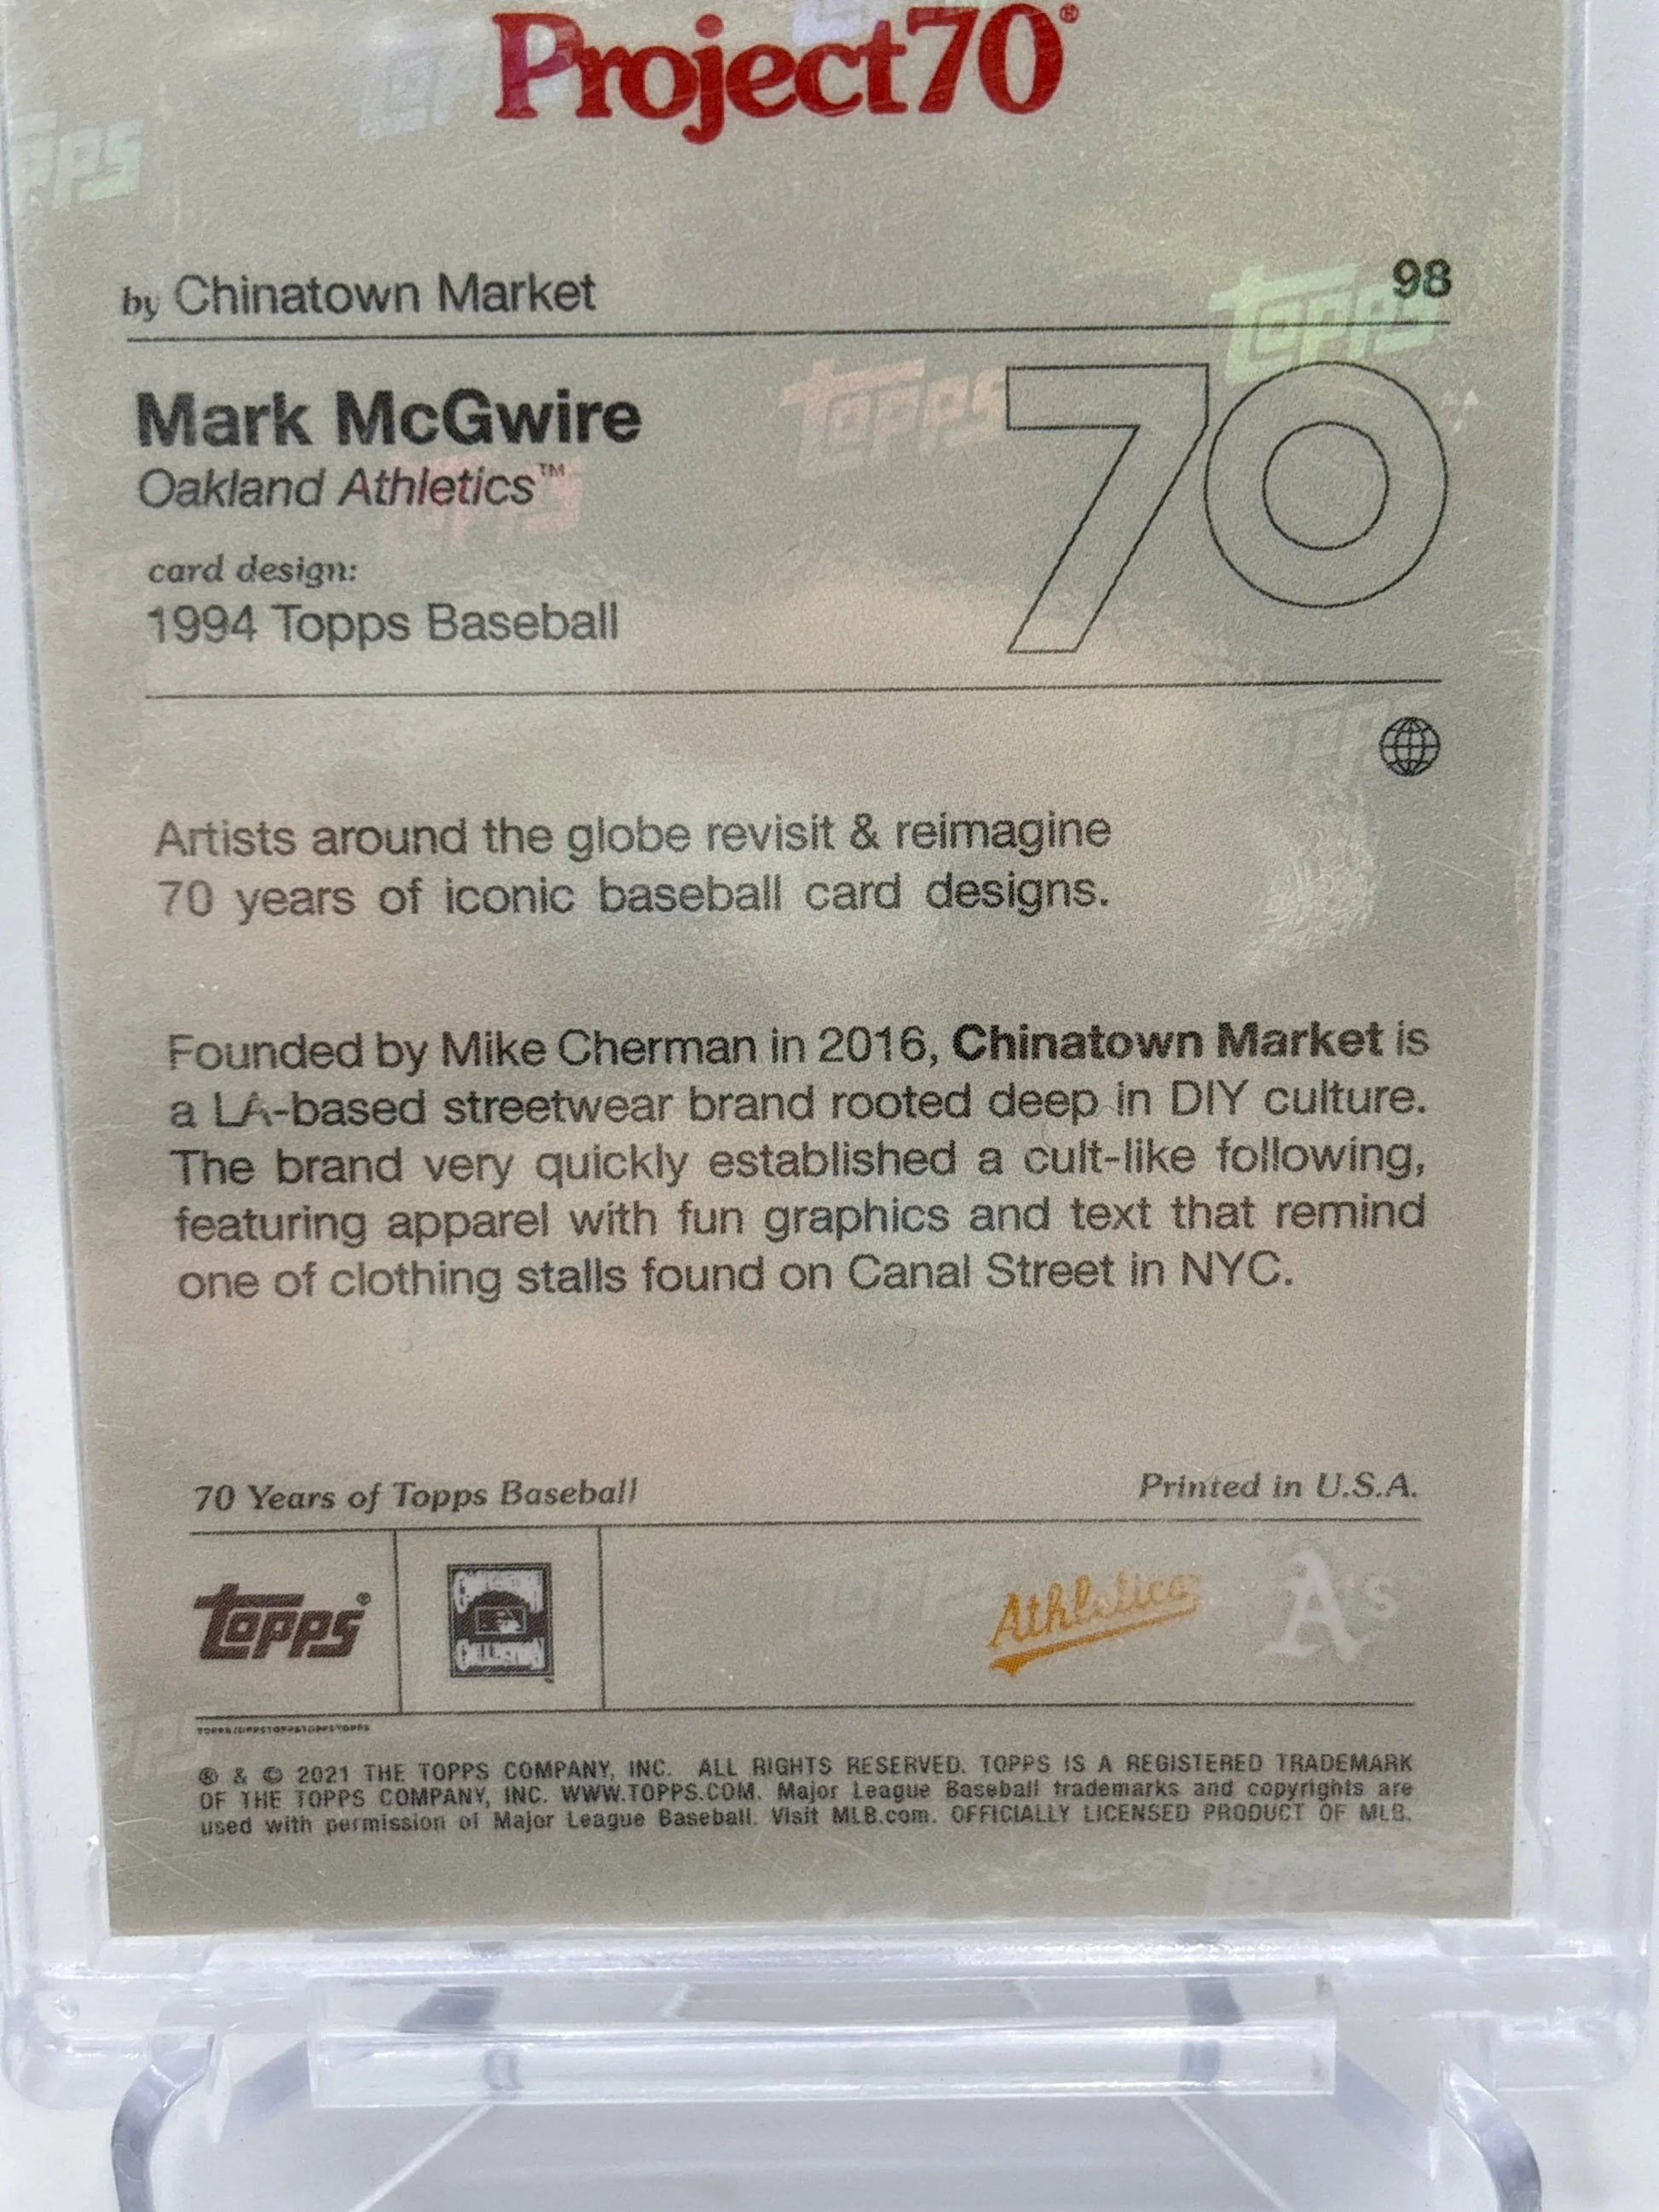 Project70®
by Chinatown Market
98
Mark McGwire
70
Oakland Athletics™
card design:
1994 Topps Baseball
Artists around the globe revisit & reimagine
70 years of iconic baseball card designs.
Founded by Mike Cherman in 2016, Chinatown Market is
a LA-based streetwear brand rooted deep in DIY culture.
The brand very quickly established a cult-like following,
featuring apparel with fun graphics and text that remind
one of clothing stalls found on Canal Street in NYC.
70 Years of Topps Baseball
Printed in U.S.A.
topps®
Athletics
A's
® & © 2021 THE TOPPS COMPANY, INC. ALL RIGHTS RESERVED. TOPPS IS A REGISTERED TRADEMARK
OF THE TOPPS COMPANY, INC. WWW.TOPPS.COM. Major League Baseball trademarks and copyrights are
used with permission of Major League Baseball. Visit MLB.com. OFFICIALLY LICENSED PRODUCT OF MLB.